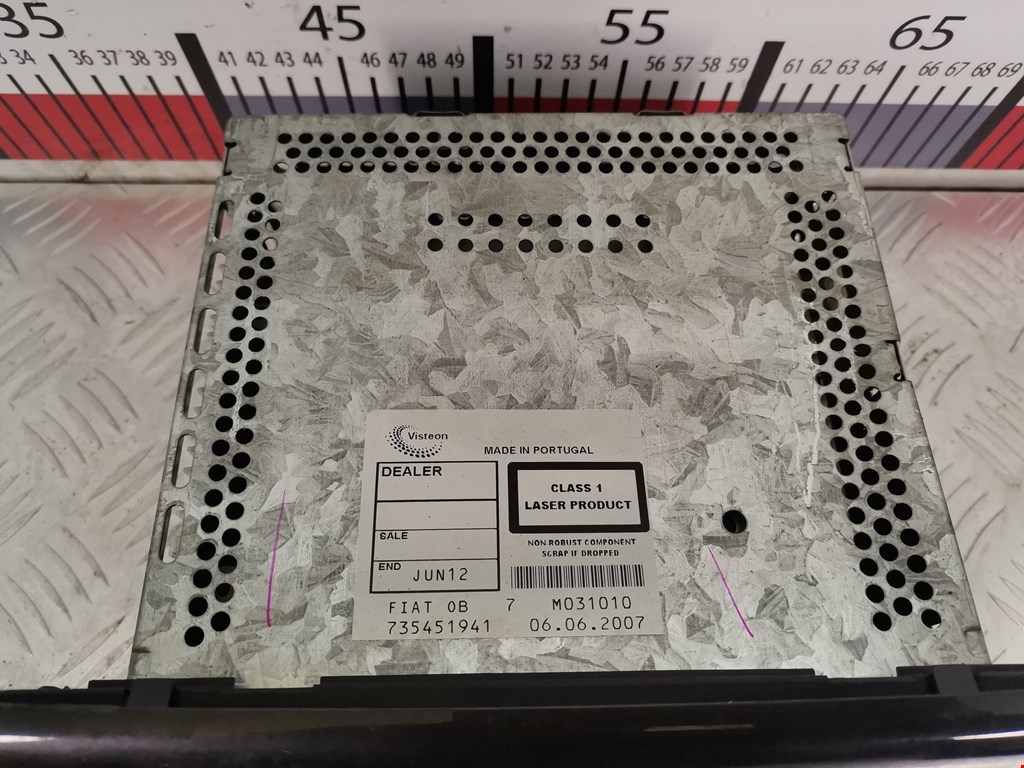 35 45 55 65
33 34 36 37 38 39 41 42 43 44 46 47 48 49 51 52 53 54 56 57 58 59 61 62 63 64 66 67 68 69
Visteon
MADE IN PORTUGAL
DEALER
CLASS 1
LASER PRODUCT
SALE
NON ROBUST COMPONENT
SCRAP IF DROPPED
END JUN12
FIAT 0B 7 M031010
735451941 06.06.2007